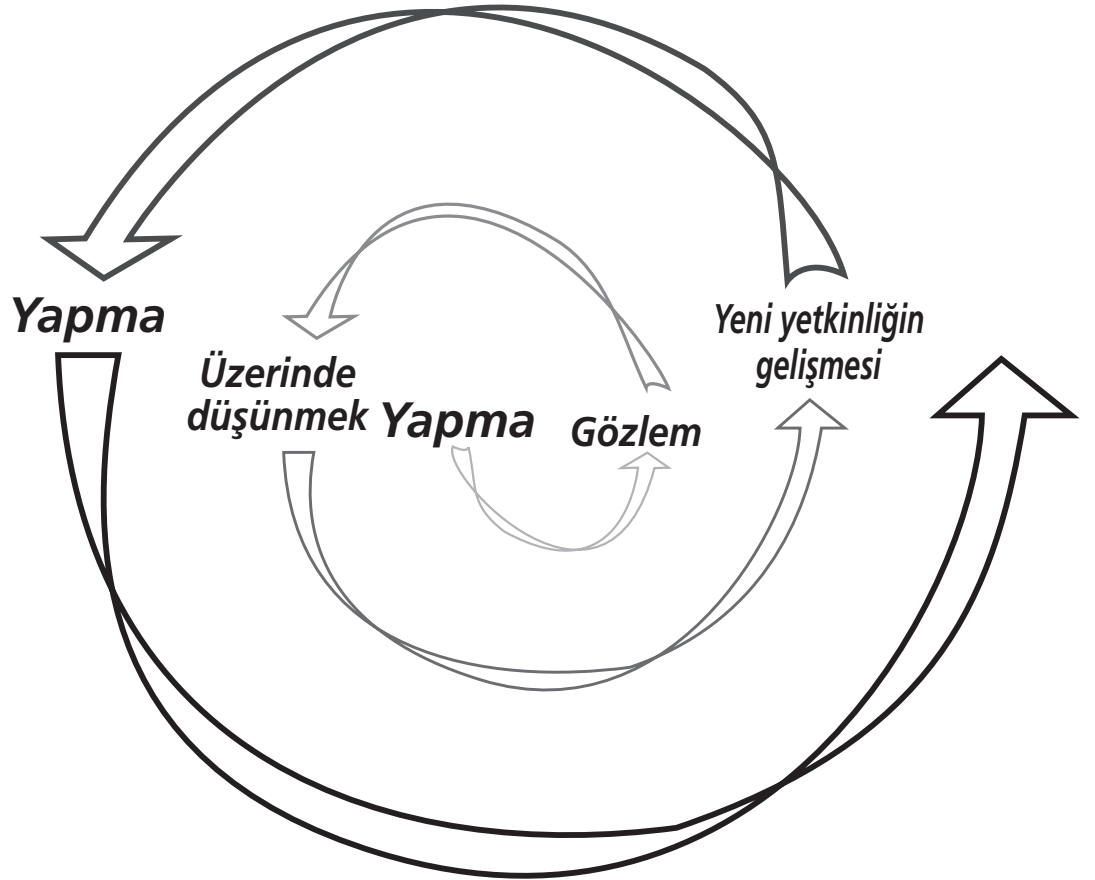 Yapma
Üzerinde
düşünmek
Yapma
Gözlem
Yeni yetkinliğin
gelişmesi